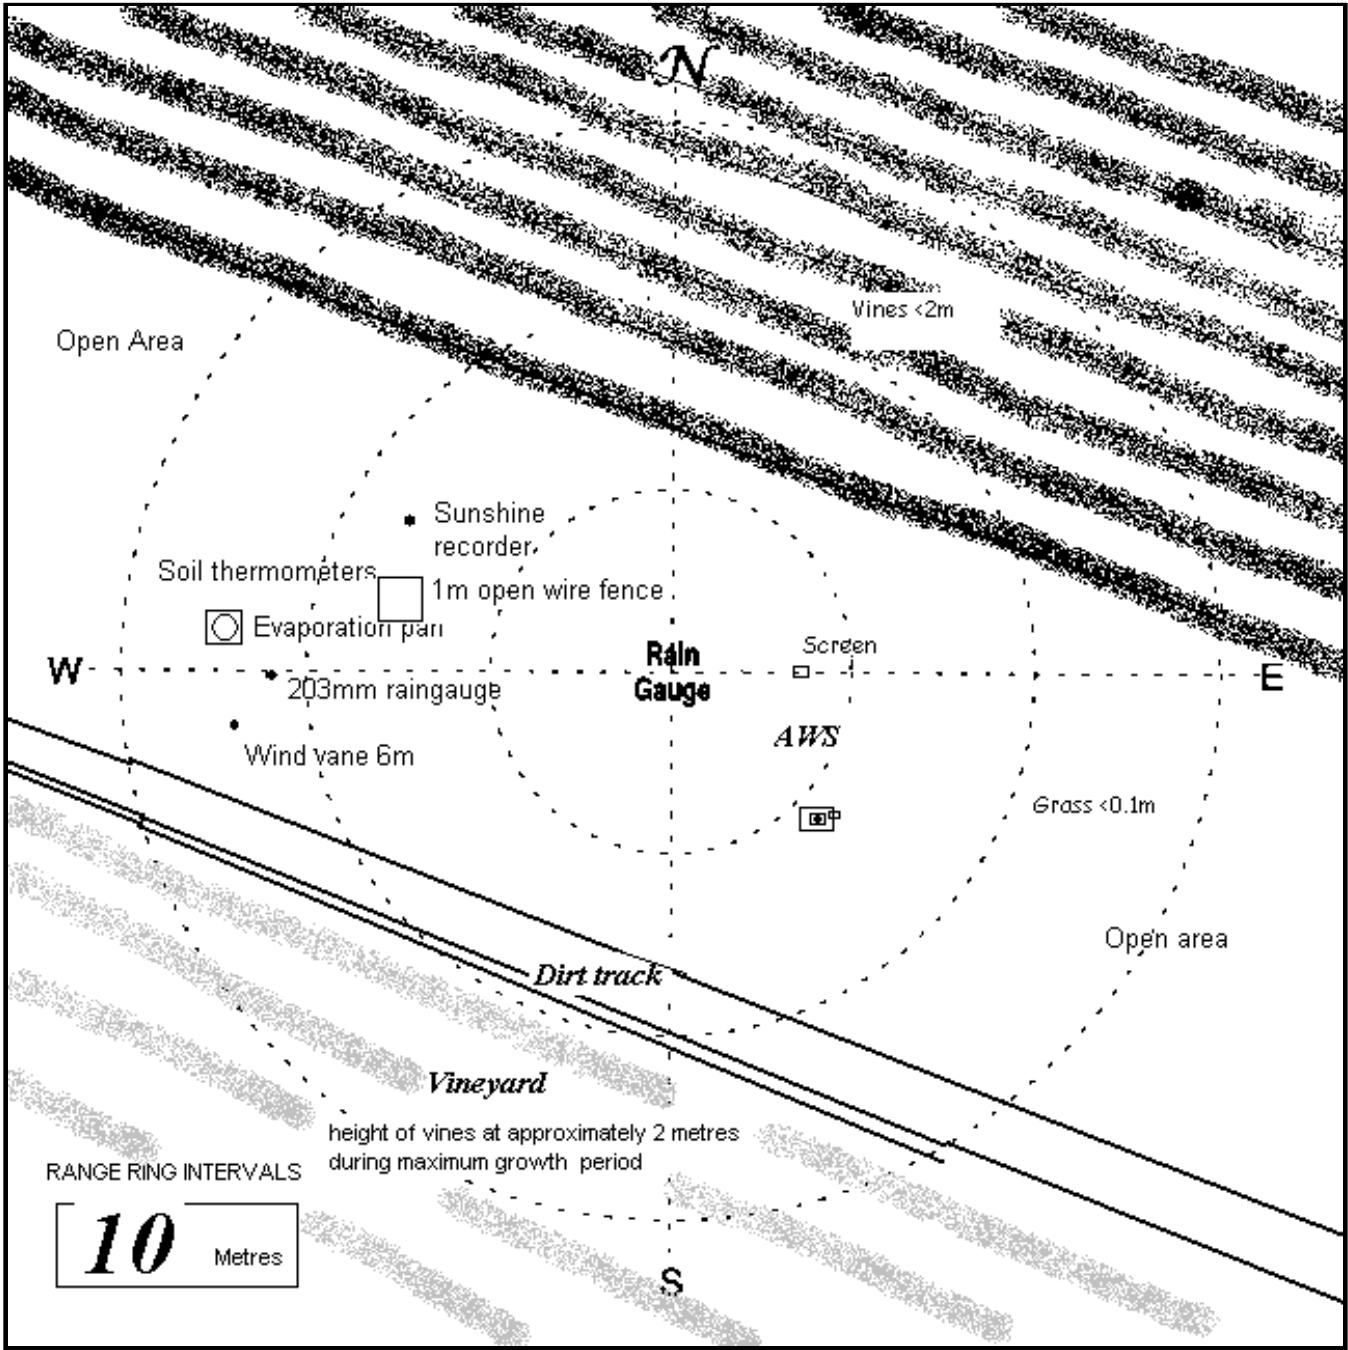 N
Vines <2m
Open Area
Sunshine
recorder
Soil thermometers
1m open wire fence
Evaporation pan
Rain
Gauge
Screen
W
E
203mm raingauge
AWS
Wind vane 6m
Grass <0.1m
Open area
Dirt track
Vineyard
height of vines at approximately 2 metres
during maximum growth period
RANGE RING INTERVALS
10 Metres
S